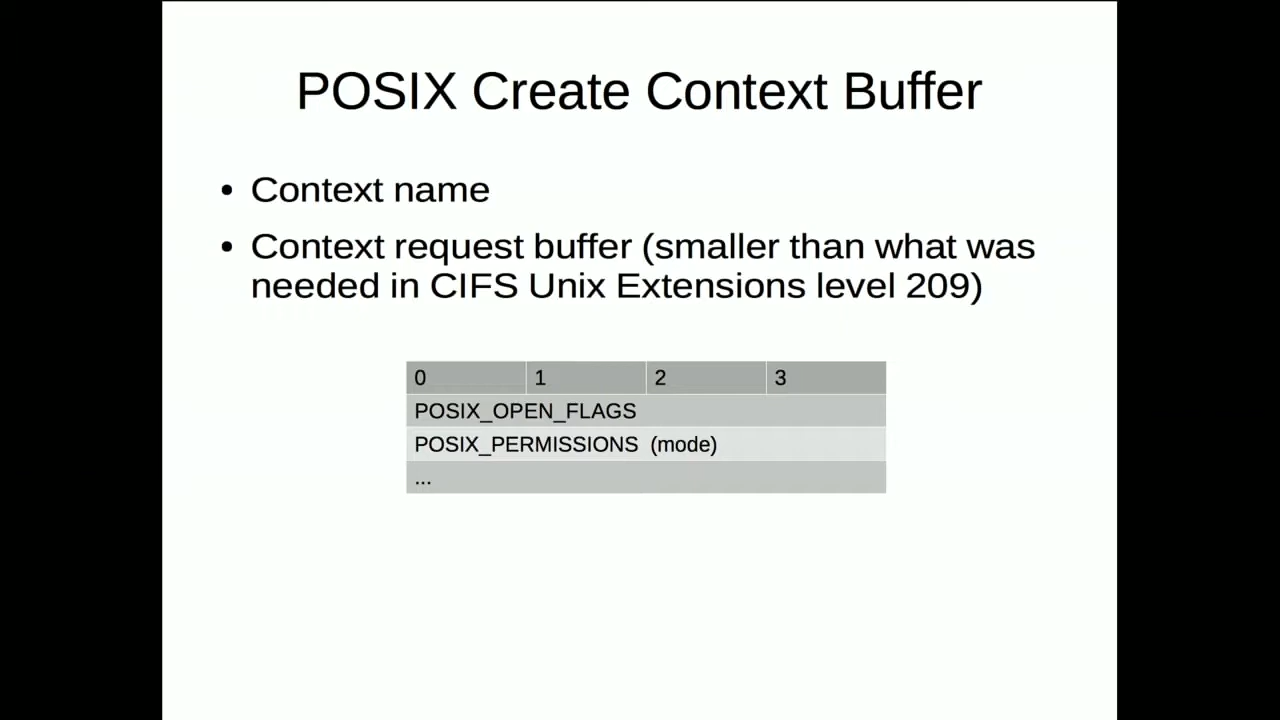 POSIX Create Context Buffer
• Context name
• Context request buffer (smaller than what was
needed in CIFS Unix Extensions level 209)
0 1 2 3
POSIX_OPEN_FLAGS
POSIX_PERMISSIONS (mode)
...